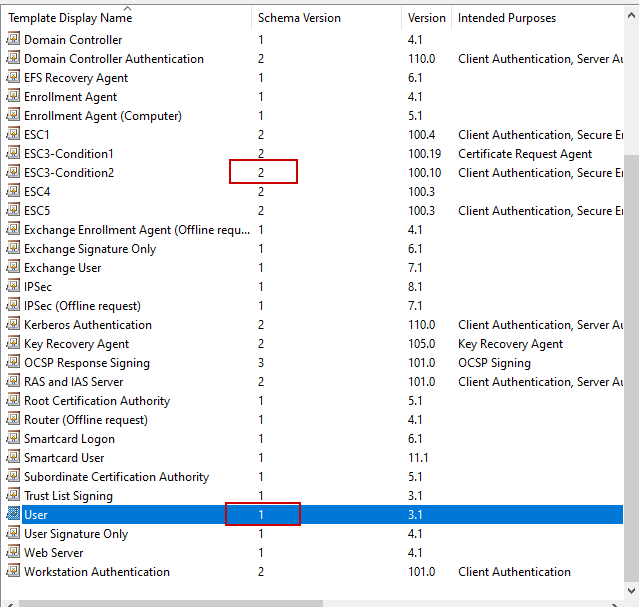 Template Display Name Schema Version Version Intended Purposes
Domain Controller 1 4.1
Domain Controller Authentication 2 110.0 Client Authentication, Server Au
EFS Recovery Agent 1 6.1
Enrollment Agent 1 4.1
Enrollment Agent (Computer) 1 5.1
ESC1 2 100.4 Client Authentication, Secure Er
ESC3-Condition1 2 100.19 Certificate Request Agent
ESC3-Condition2 2 100.10 Client Authentication, Secure Er
ESC4 2 100.3
ESC5 2 100.3 Client Authentication, Secure Er
Exchange Enrollment Agent (Offline requ... 1 4.1
Exchange Signature Only 1 6.1
Exchange User 1 7.1
IPSec 1 8.1
IPSec (Offline request) 1 7.1
Kerberos Authentication 2 110.0 Client Authentication, Server Au
Key Recovery Agent 2 105.0 Key Recovery Agent
OCSP Response Signing 3 101.0 OCSP Signing
RAS and IAS Server 2 101.0 Client Authentication, Server Au
Root Certification Authority 1 5.1
Router (Offline request) 1 4.1
Smartcard Logon 1 6.1
Smartcard User 1 11.1
Subordinate Certification Authority 1 5.1
Trust List Signing 1 3.1
User 1 3.1
User Signature Only 1 4.1
Web Server 1 4.1
Workstation Authentication 2 101.0 Client Authentication